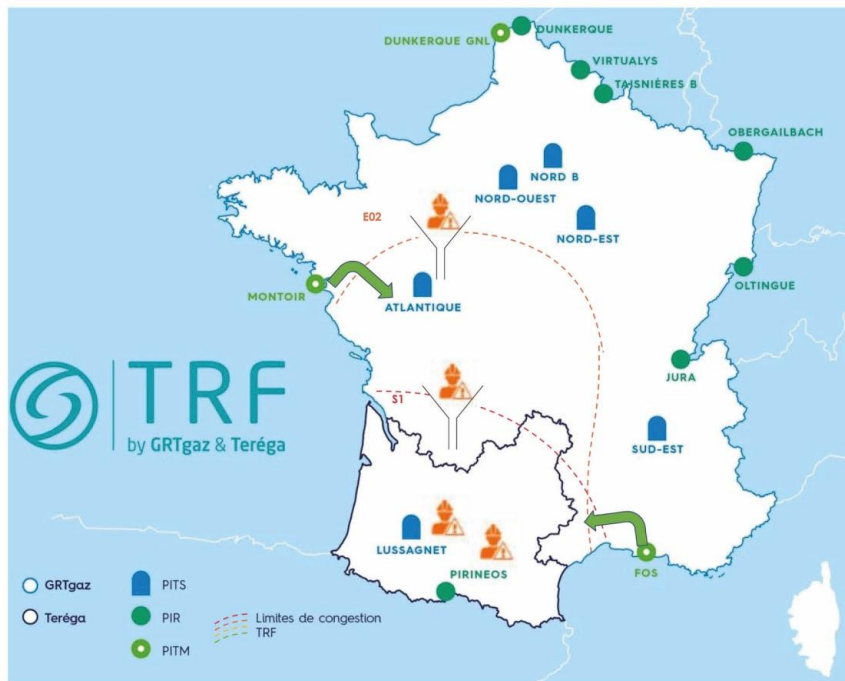 DUNKERQUE GNL
DUNKERQUE
VIRTUALYS
TAISNIÈRES B
OBERGAILBACH
NORD B
NORD-OUEST
E02
NORD-EST
MONTOIR
ATLANTIQUE
OLTINGUE
JURA
TRF
by GRTgaz & Teréga
S1
SUD-EST
LUSSAGNET
PIRINEOS
FOS
GRTgaz
PITS
Teréga
PIR
Limites de congestion
TRF
PITM